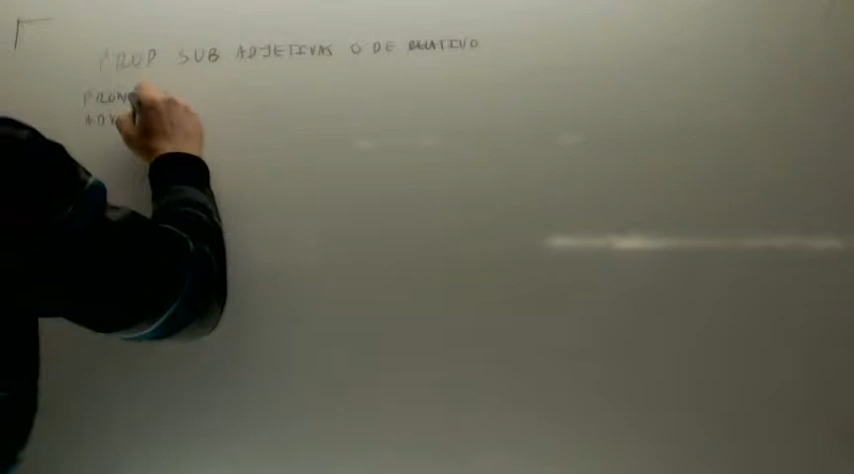 PROP SUB ADJETIVAS O DE RELATIVO
PRON
ADV